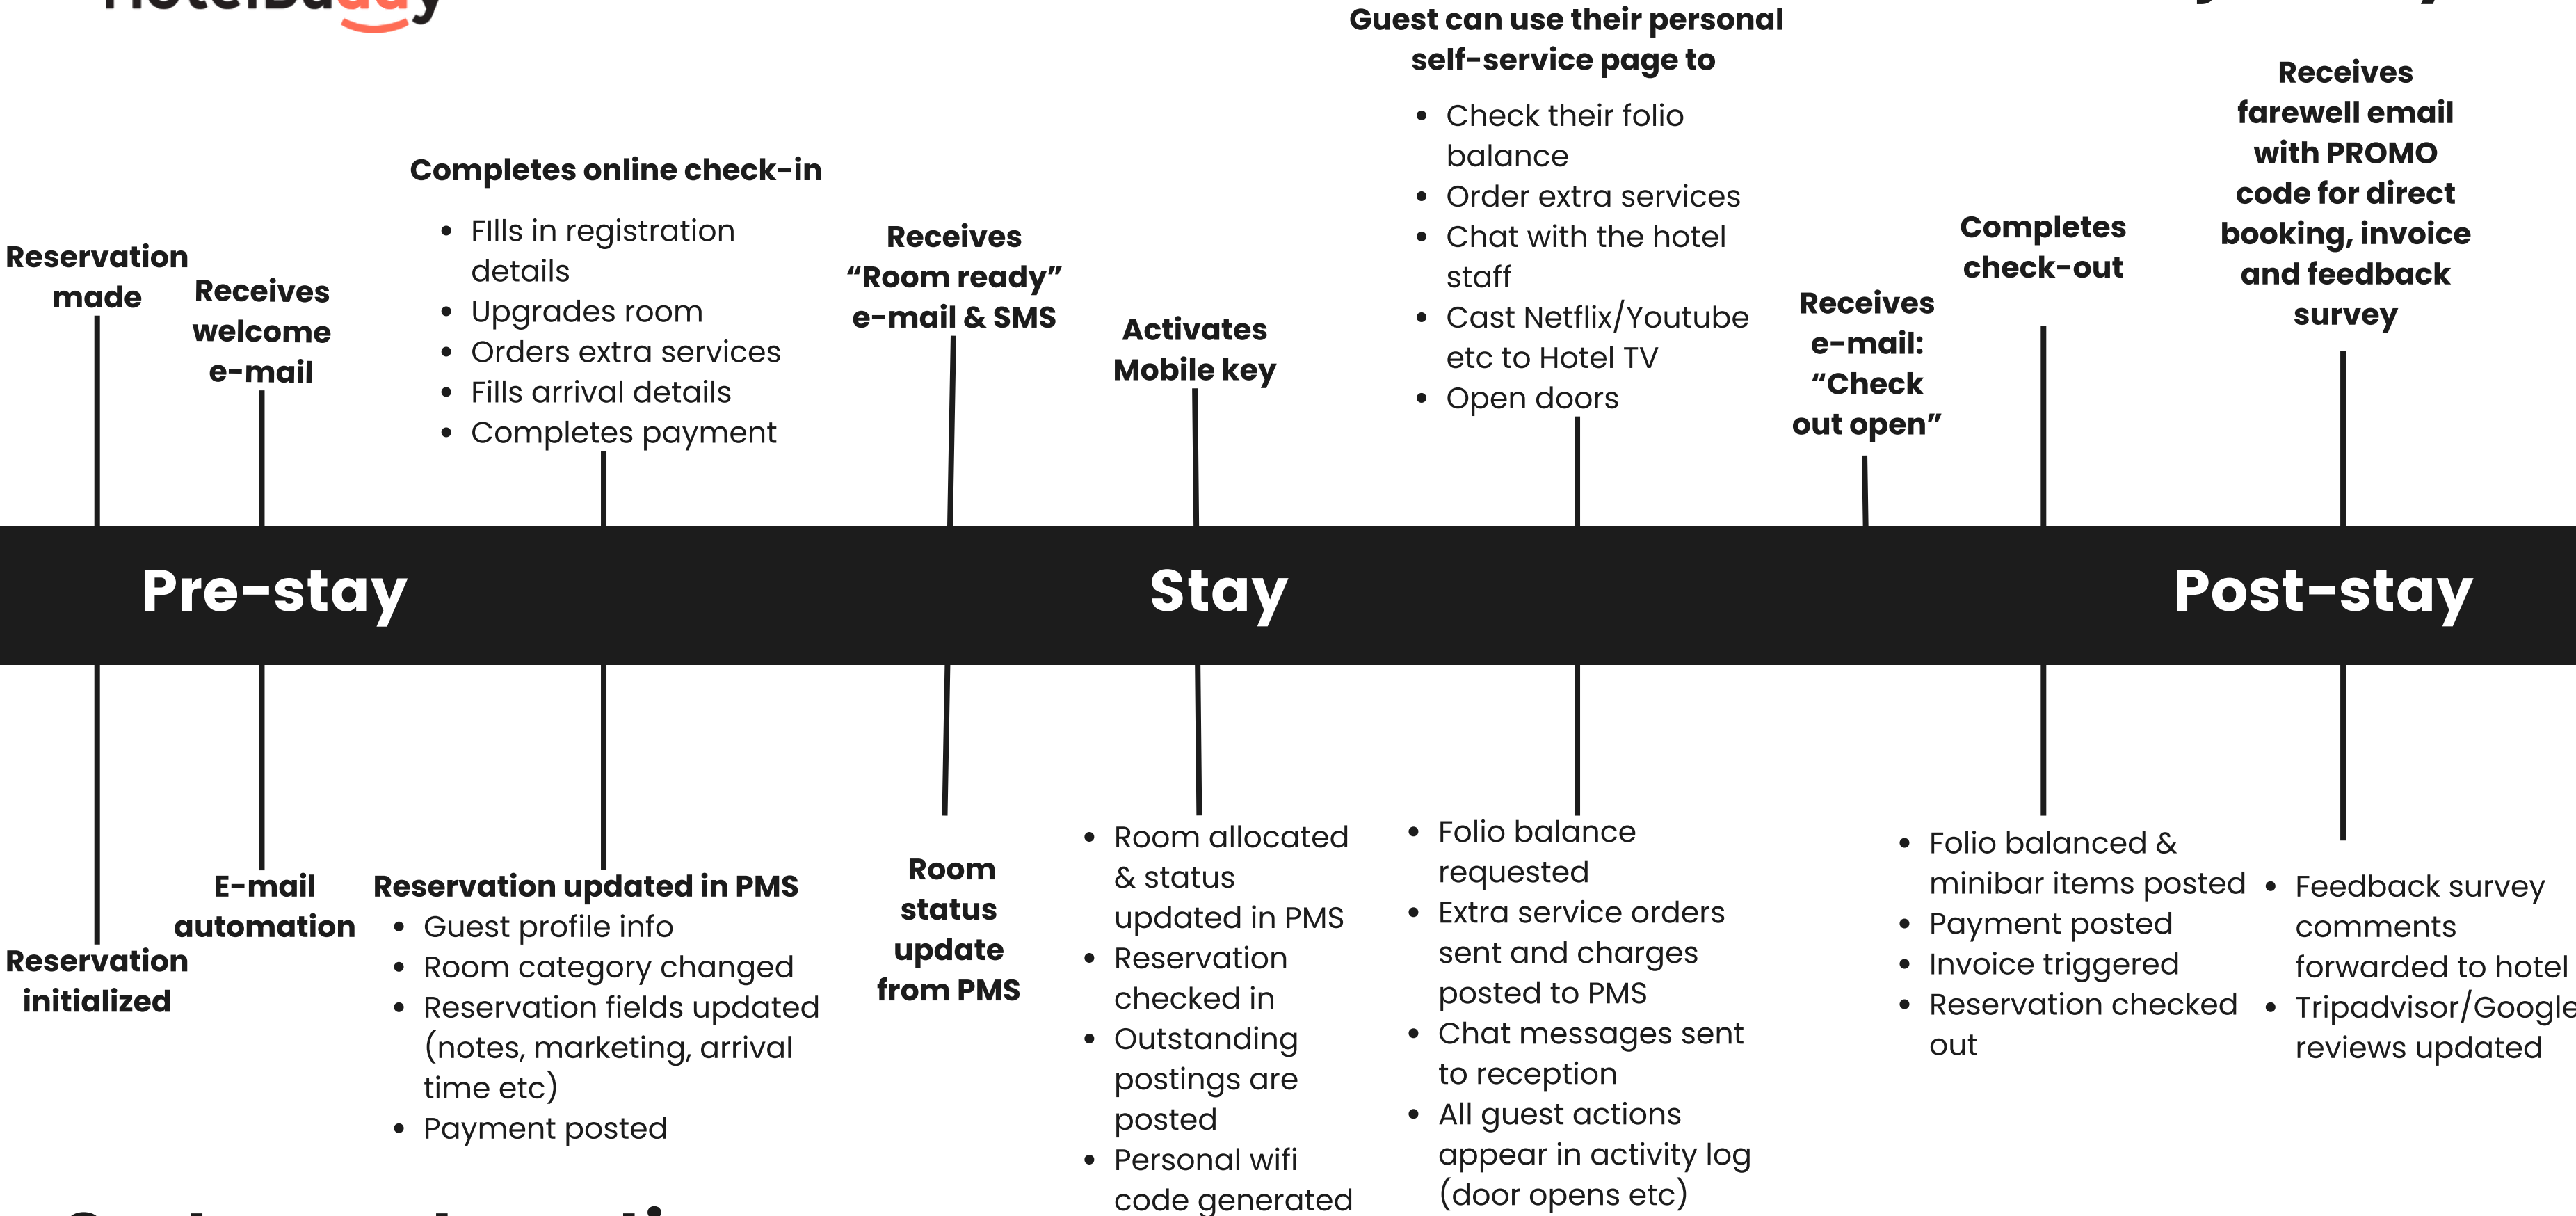 HotelBuddy
Guest can use their personal
self-service page to
• Check their folio
balance
• Order extra services
• Chat with the hotel
staff
• Cast Netflix/Youtube
etc to Hotel TV
• Open doors
Receives
farewell email
with PROMO
code for direct
booking, invoice
and feedback
survey
Completes online check-in
• FIlls in registration
details
• Upgrades room
• Orders extra services
• Fills arrival details
• Completes payment
Reservation
made
Receives
welcome
e-mail
Receives
“Room ready”
e-mail & SMS
Activates
Mobile key
Receives
e-mail:
“Check
out open”
Completes
check-out
Pre-stay
Stay
Post-stay
Reservation
initialized
E-mail
automation
Reservation updated in PMS
• Guest profile info
• Room category changed
• Reservation fields updated
(notes, marketing, arrival
time etc)
• Payment posted
Room
status
update
from PMS
• Room allocated
& status
updated in PMS
• Reservation
checked in
• Outstanding
postings are
posted
• Personal wifi
code generated
• Folio balance
requested
• Extra service orders
sent and charges
posted to PMS
• Chat messages sent
to reception
• All guest actions
appear in activity log
(door opens etc)
• Folio balanced &
minibar items posted
• Payment posted
• Invoice triggered
• Reservation checked
out
• Feedback survey
comments
forwarded to hotel
• Tripadvisor/Google
reviews updated